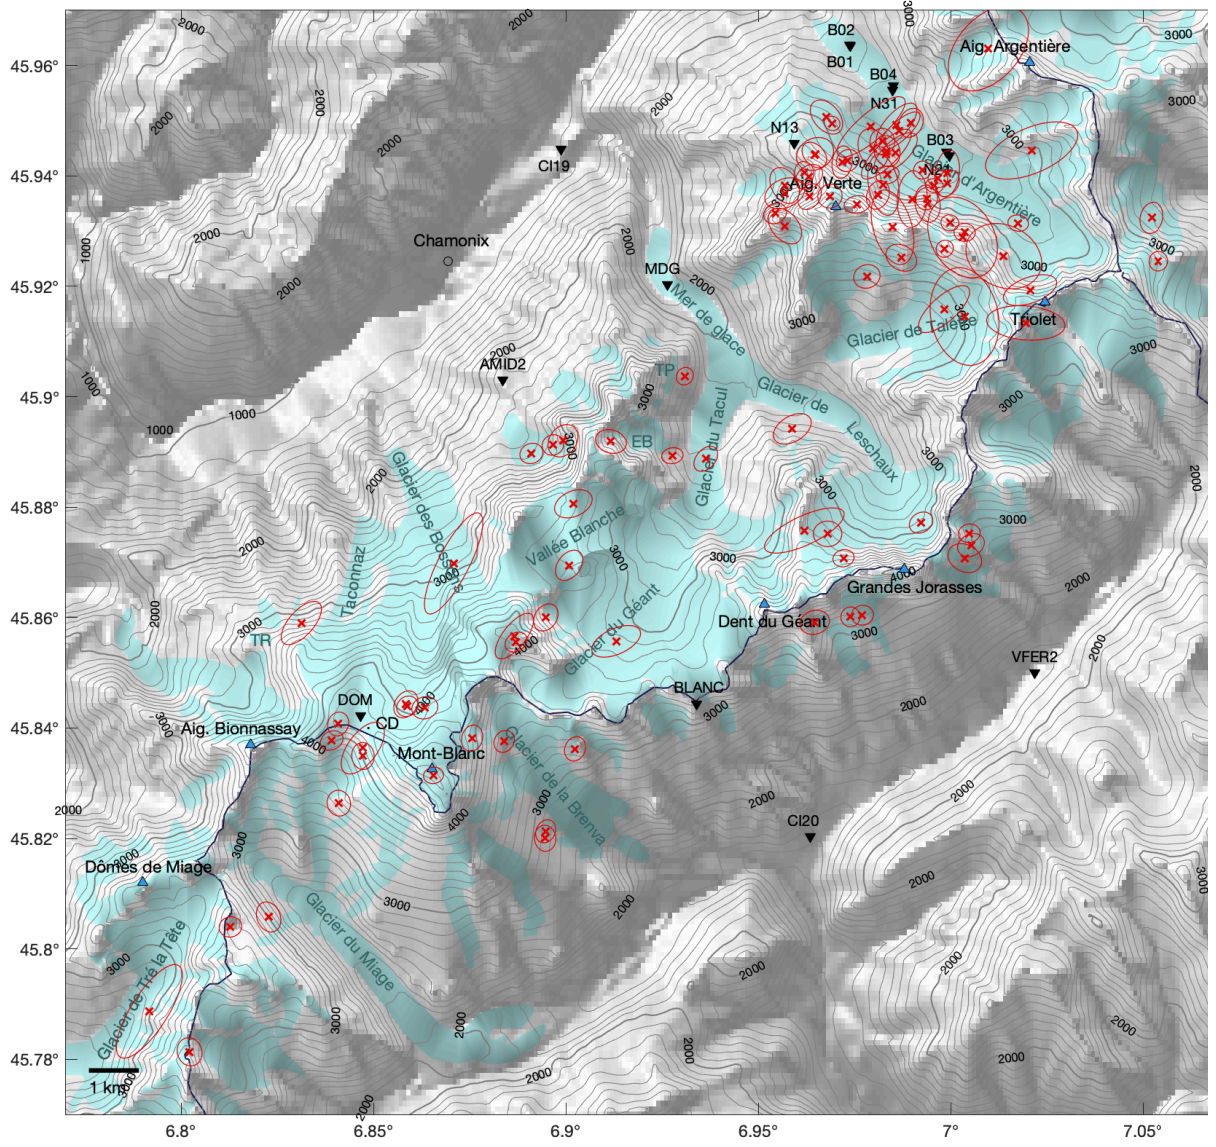 45.96°
45.94°
45.92°
45.9°
45.88°
45.86°
45.84°
45.82°
45.8°
45.78°
6.8°
6.85°
6.9°
6.95°
7°
7.05°
B02
B01
Aig. Argentière
B04
N31
N13
B03
N21
CI19
Glacier d'Argentière
Aig. Verte
Chamonix
MDG
Mer de glace
Triolet
Glacier de Talèfre
AMID2
TP
Glacier de
Leschaux
EB
Glacier du Tacul
Glacier des Bossons
Vallée Blanche
Taconnaz
Grandes Jorasses
Glacier du Géant
Dent du Géant
TR
VFER2
BLANC
DOM
CD
Aig. Bionnassay
Mont-Blanc
Glacier de la Brenva
CI20
Dômes de Miage
Glacier du Miage
Glacier de Tré la Tête
1 km
1000
2000
3000
4000